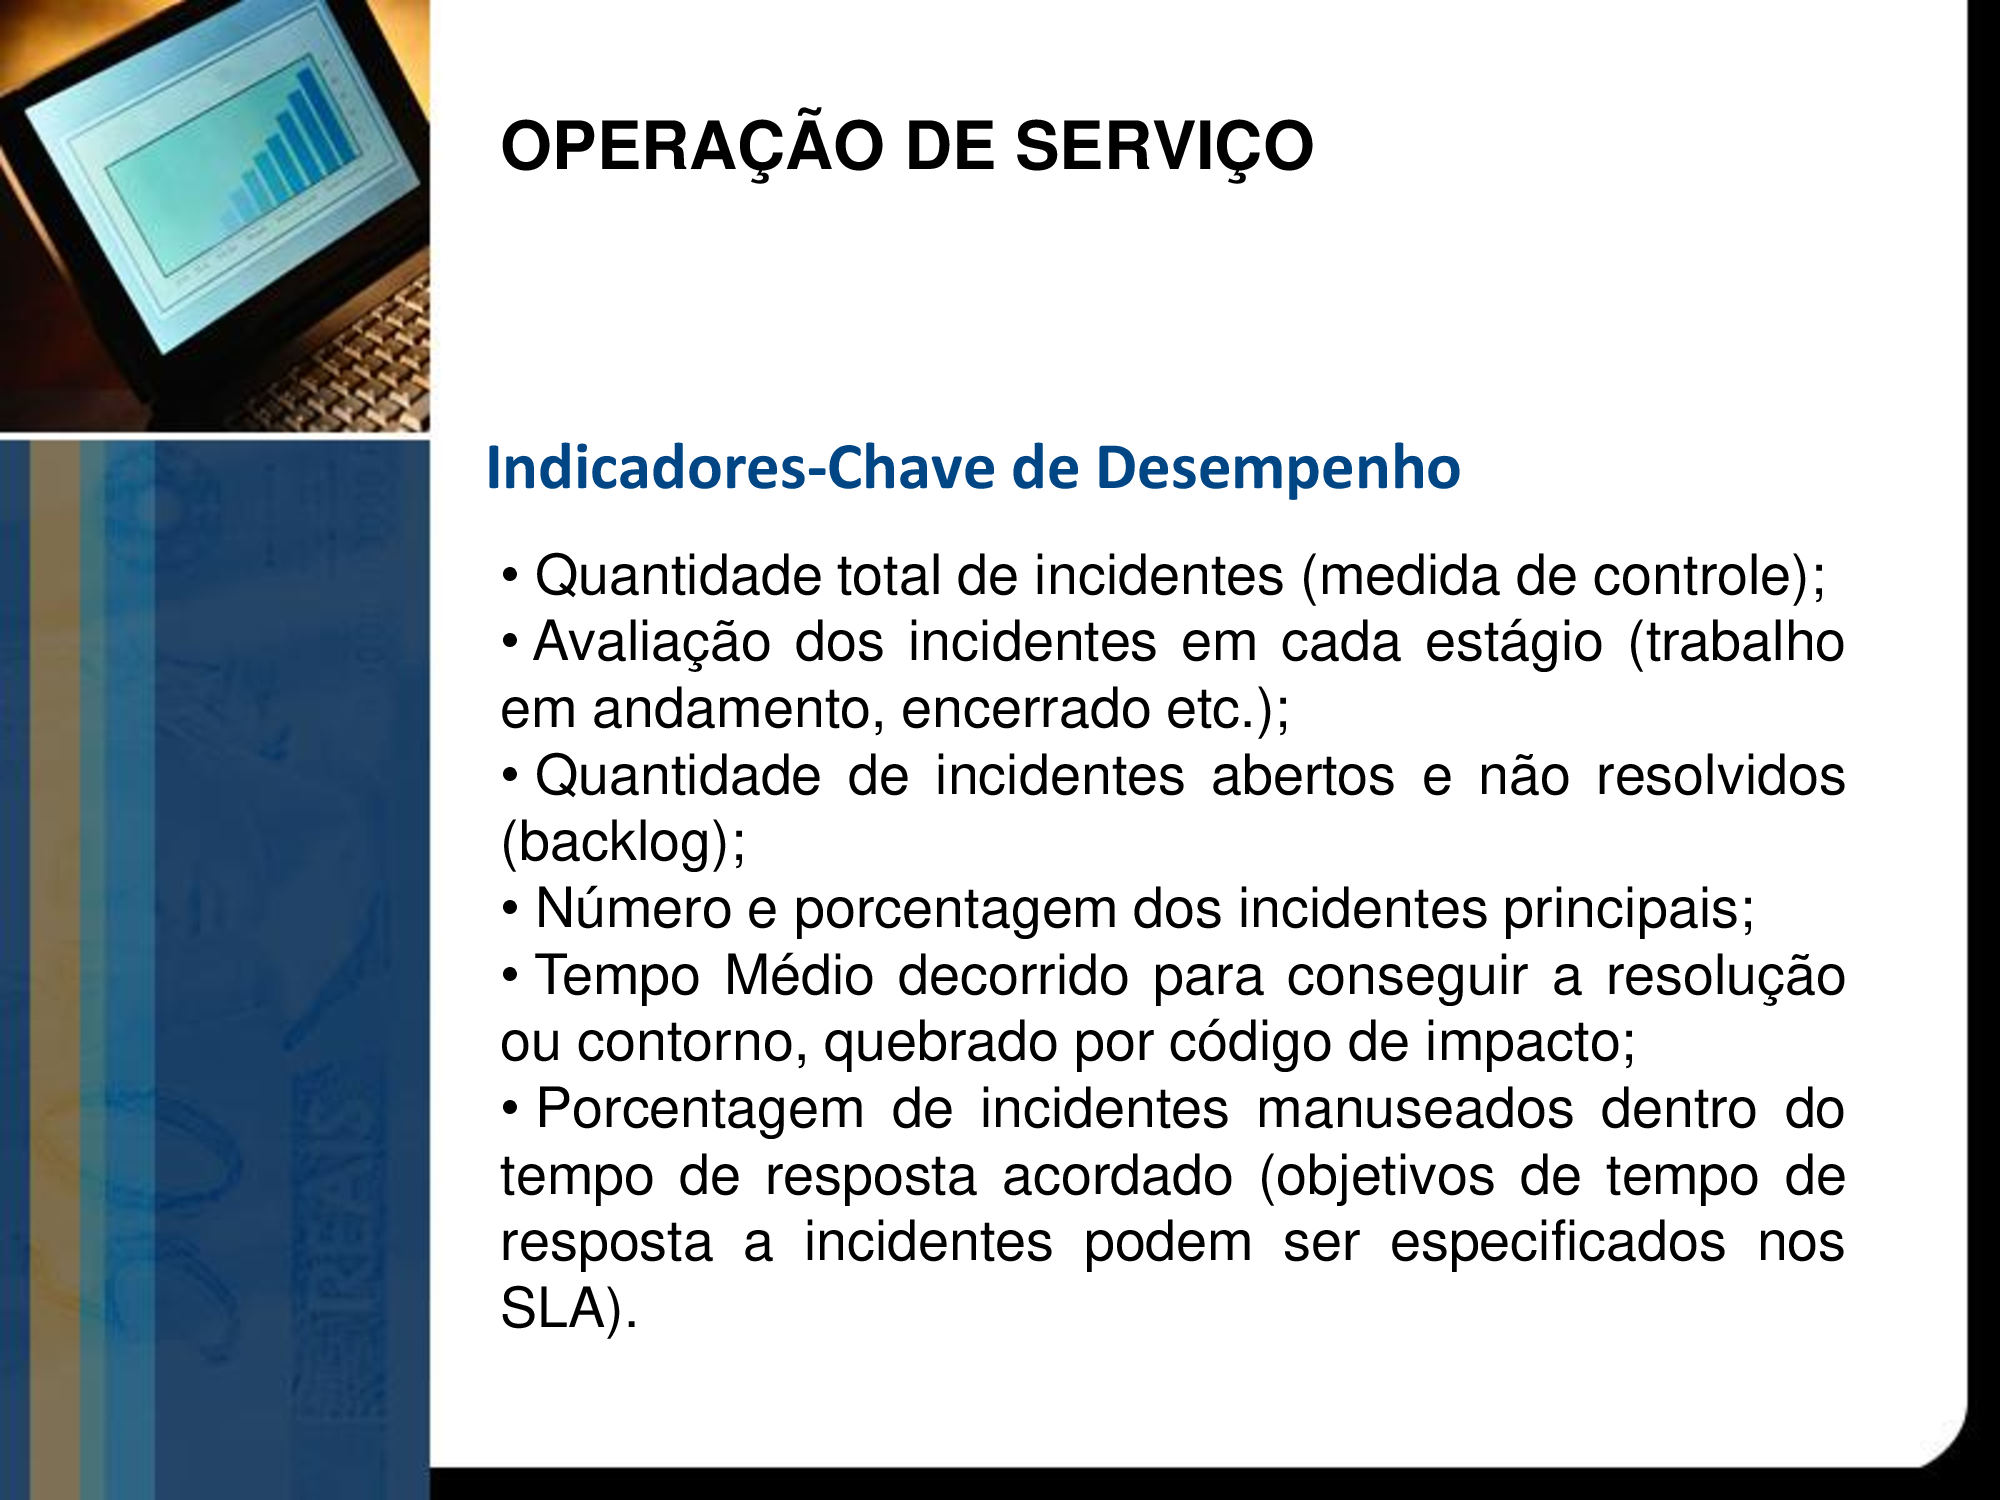 OPERAÇÃO DE SERVIÇO
Indicadores-Chave de Desempenho
• Quantidade total de incidentes (medida de controle);
• Avaliação dos incidentes em cada estágio (trabalho
em andamento, encerrado etc.);
• Quantidade de incidentes abertos e não resolvidos
(backlog);
• Número e porcentagem dos incidentes principais;
• Tempo Médio decorrido para conseguir a resolução
ou contorno, quebrado por código de impacto;
• Porcentagem de incidentes manuseados dentro do
tempo de resposta acordado (objetivos de tempo de
resposta a incidentes podem ser especificados nos
SLA).
REAIS